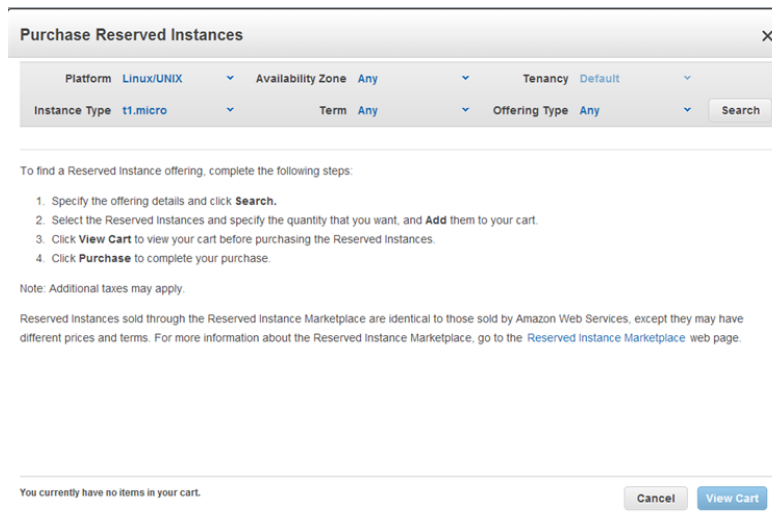 Purchase Reserved Instances
Platform Linux/UNIX Availability Zone Any Tenancy Default
Instance Type t1.micro Term Any Offering Type Any Search
To find a Reserved Instance offering, complete the following steps:
1. Specify the offering details and click Search.
2. Select the Reserved Instances and specify the quantity that you want, and Add them to your cart.
3. Click View Cart to view your cart before purchasing the Reserved Instances.
4. Click Purchase to complete your purchase.
Note: Additional taxes may apply.
Reserved Instances sold through the Reserved Instance Marketplace are identical to those sold by Amazon Web Services, except they may have
different prices and terms. For more information about the Reserved Instance Marketplace, go to the Reserved Instance Marketplace web page.
You currently have no items in your cart.
Cancel View Cart